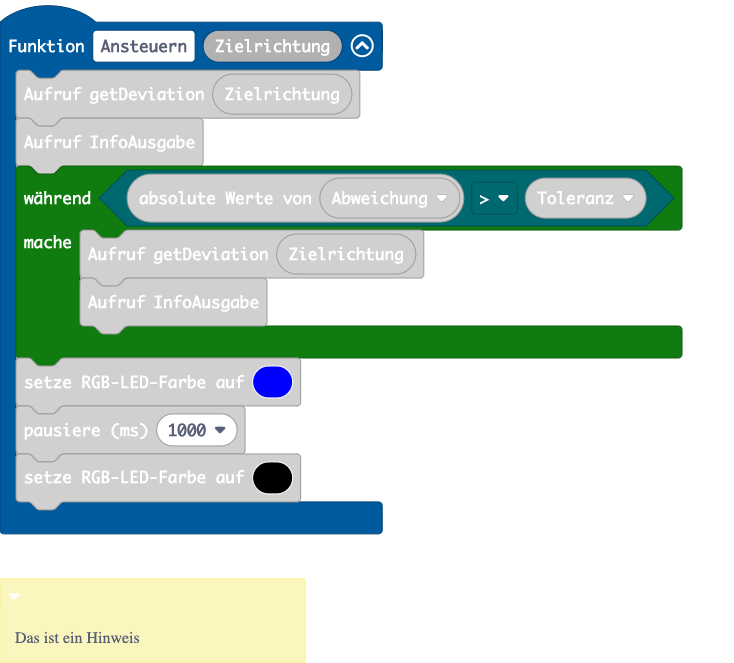 Funktion Ansteuern Zielrichtung
Aufruf getDeviation Zielrichtung
Aufruf InfoAusgabe
während absolute Werte von Abweichung > Toleranz
mache
Aufruf getDeviation Zielrichtung
Aufruf InfoAusgabe
setze RGB-LED-Farbe auf
pausiere (ms) 1000
setze RGB-LED-Farbe auf
Das ist ein Hinweis